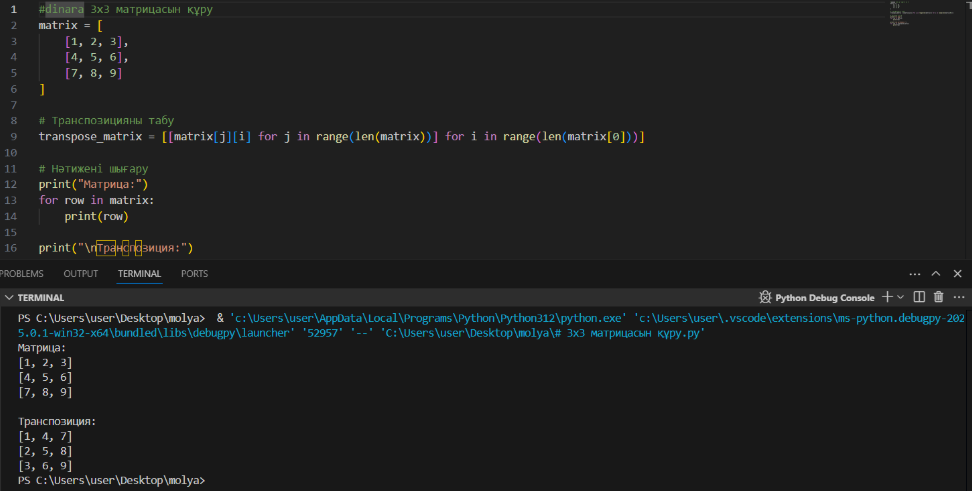 1 #dinara 3x3 матрицасын құру
2 matrix = [
3 [1, 2, 3],
4 [4, 5, 6],
5 [7, 8, 9]
6 ]
7
8 # Транспозицияны табу
9 transpose_matrix = [[matrix[j][i] for j in range(len(matrix))] for i in range(len(matrix[0]))]
10
11 # Нәтижені шығару
12 print("Матрица:")
13 for row in matrix:
14 print(row)
15
16 print("\nТранспозиция:")
PROBLEMS OUTPUT TERMINAL PORTS
TERMINAL Python Debug Console
PS C:\Users\user\Desktop\molya> & 'c:\Users\user\AppData\Local\Programs\Python\Python312\python.exe' 'c:\Users\user\.vscode\extensions\ms-python.debugpy-202
5.0.1-win32-x64\bundled\libs\debugpy\launcher' '52957' '--' 'C:\Users\user\Desktop\molya\# 3x3 матрицасын құру.py'
Матрица:
[1, 2, 3]
[4, 5, 6]
[7, 8, 9]
Транспозиция:
[1, 4, 7]
[2, 5, 8]
[3, 6, 9]
PS C:\Users\user\Desktop\molya>